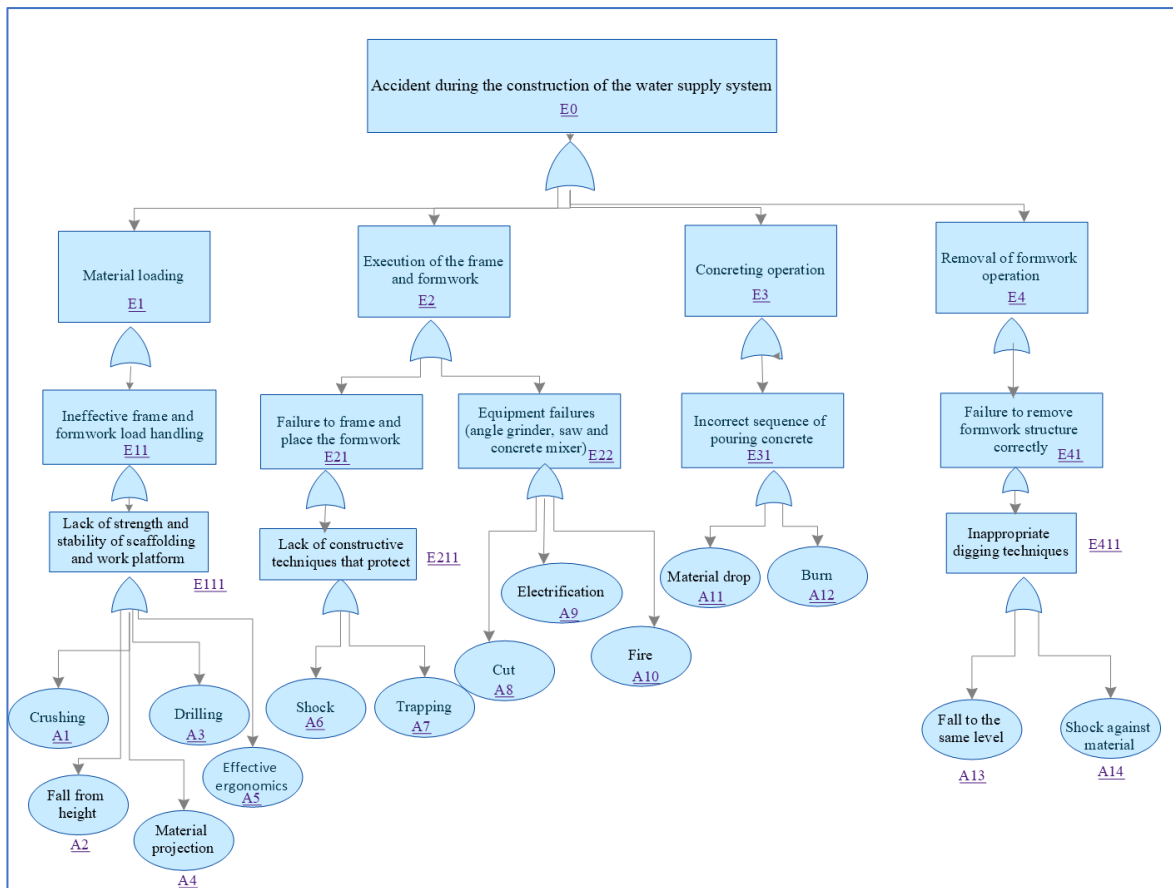 Accident during the construction of the water supply system
E0
Material loading
E1
Execution of the frame
and formwork
E2
Concreting operation
E3
Removal of formwork
operation
E4
Ineffective frame and
formwork load handling
E11
Failure to frame and
place the formwork
E21
Equipment failures
(angle grinder, saw and
concrete mixer)
E22
Incorrect sequence of
pouring concrete
E31
Failure to remove
formwork structure
correctly
E41
Lack of strength and
stability of scaffolding
and work platform
E111
Lack of constructive
techniques that protect
E211
Inappropriate
digging techniques
E411
Crushing
A1
Fall from
height
A2
Drilling
A3
Material
projection
A4
Effective
ergonomics
A5
Shock
A6
Trapping
A7
Cut
A8
Electrification
A9
Fire
A10
Material drop
A11
Burn
A12
Fall to the
same level
A13
Shock against
material
A14